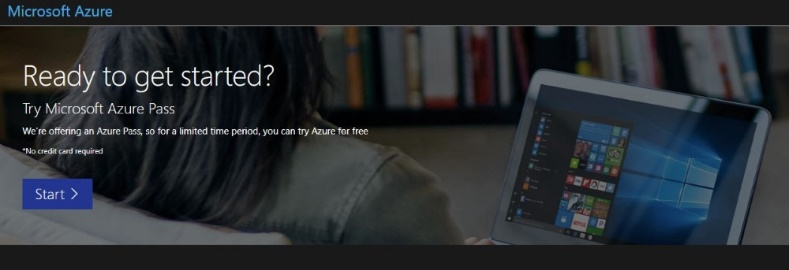 Microsoft Azure
Ready to get started?
Try Microsoft Azure Pass
We're offering an Azure Pass, so for a limited time period, you can try Azure for free
*No credit card required
Start >